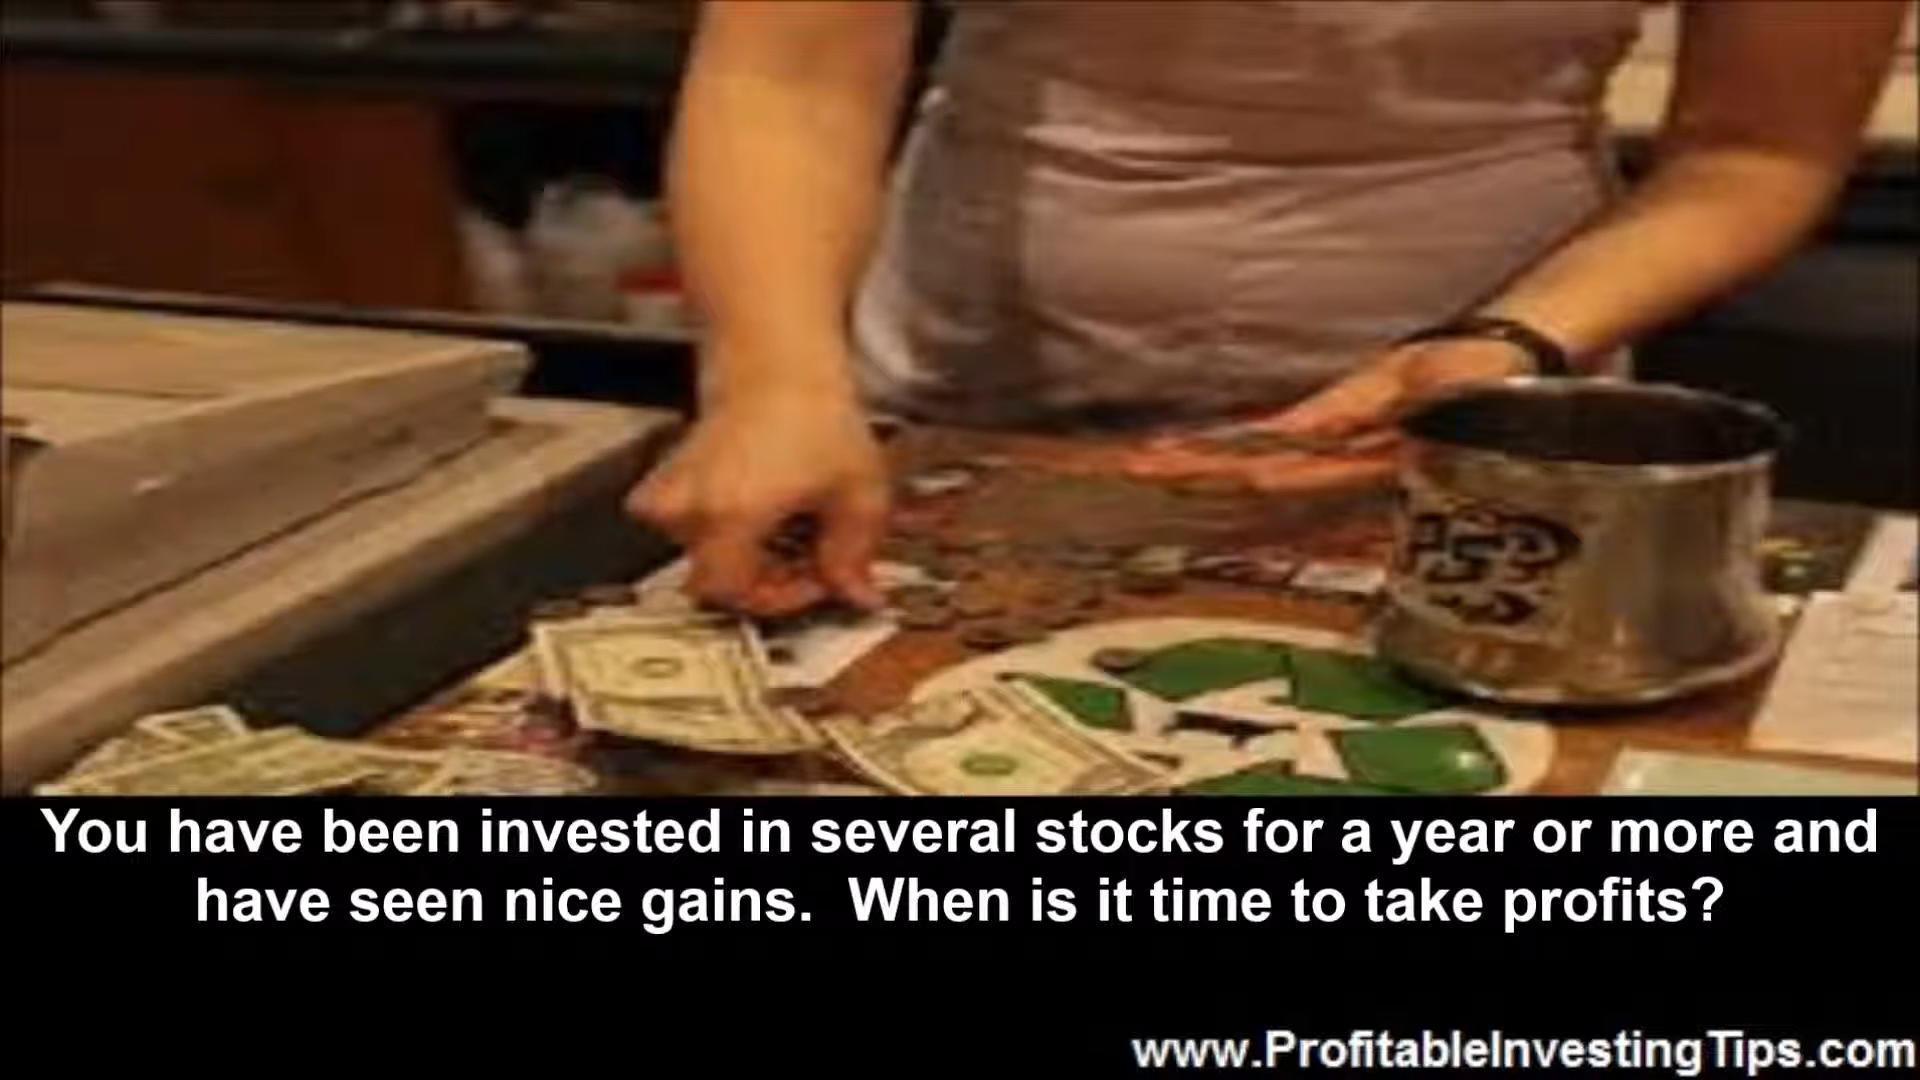 You have been invested in several stocks for a year or more and
have seen nice gains.  When is it time to take profits?
www.ProfitableInvestingTips.com